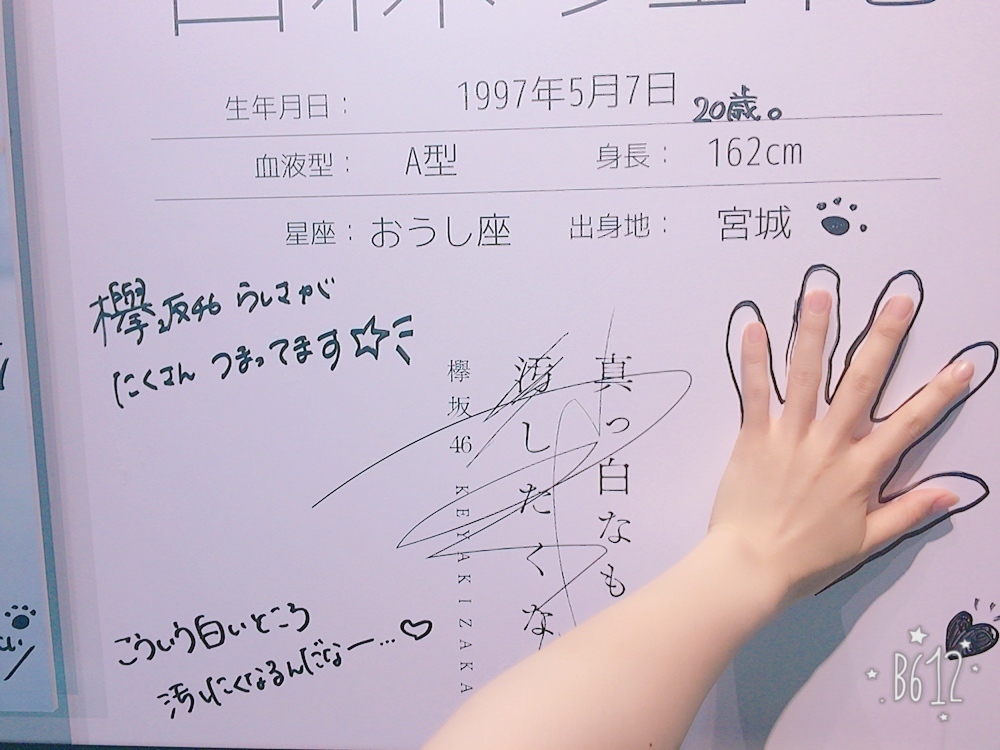 生年月日： 1997年5月7日 20歳。
血液型： A型 身長： 162cm
星座： おうし座 出身地： 宮城
欅坂46 らしさが
たくさん つまってます☆
真っ白なも
汚したくな
欅坂46 KEYAKIZAKA
こういう白いところ
汚したくなるんだなー…♡
B612